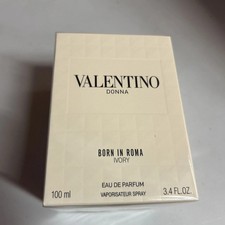 VALENTINO
DONNA
BORN IN ROMA
IVORY
EAU DE PARFUM
100 ml VAPORISATEUR SPRAY 3.4 FL.OZ.